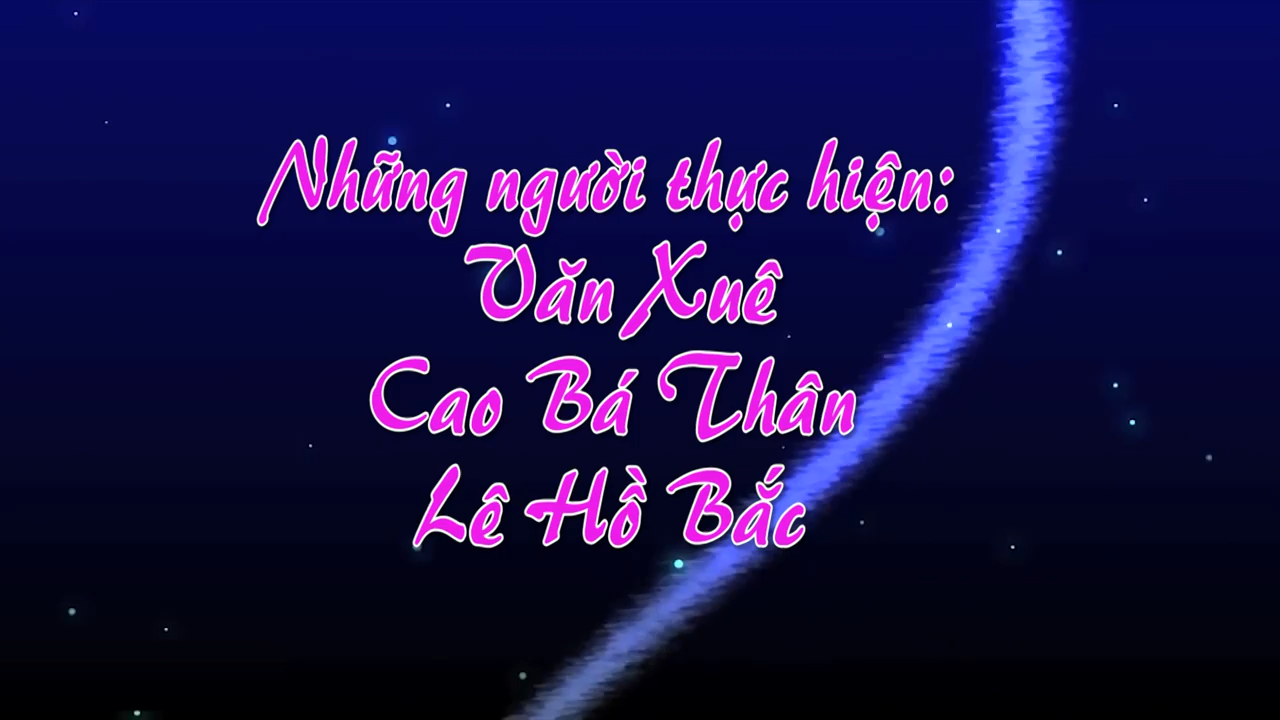 Những người thực hiện:
Văn Xuê
Cao Bá Thân
Lê Hồ Bắc